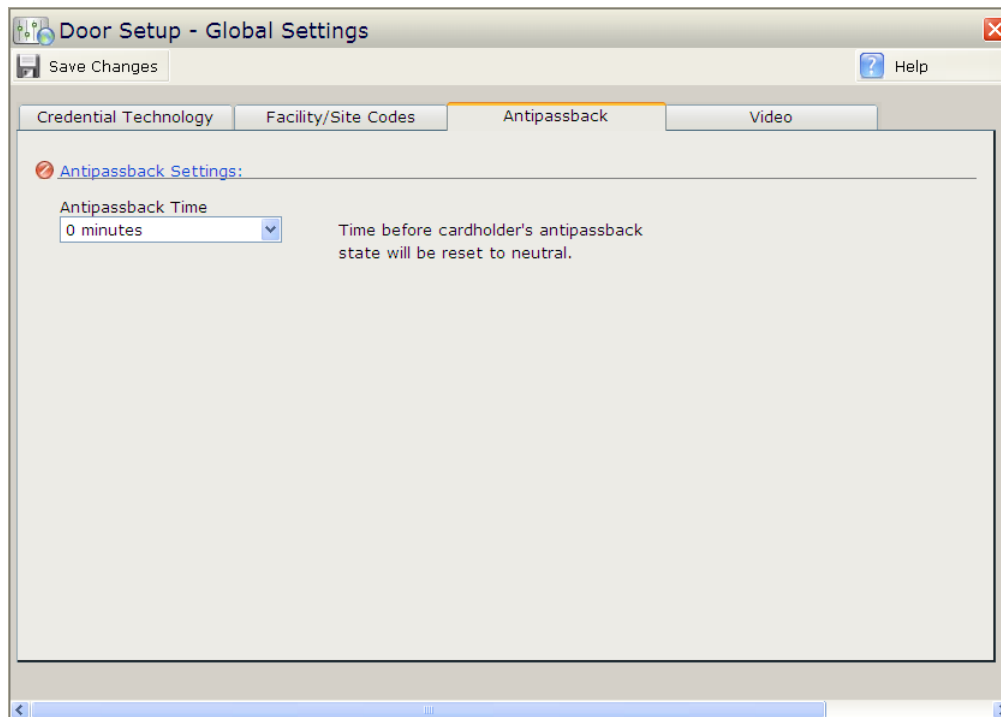 Door Setup - Global Settings
Save Changes
Help
Credential Technology
Facility/Site Codes
Antipassback
Video
Antipassback Settings:
Antipassback Time
0 minutes
Time before cardholder's antipassback
state will be reset to neutral.